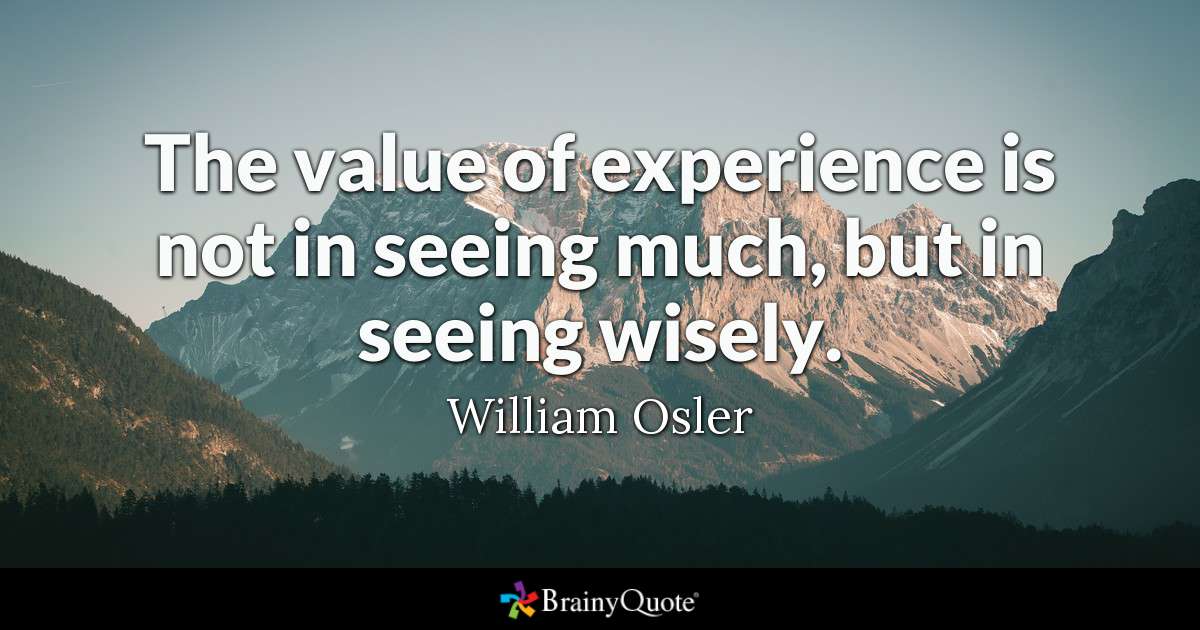 The value of experience is
not in seeing much, but in
seeing wisely.
William Osler
BrainyQuote®